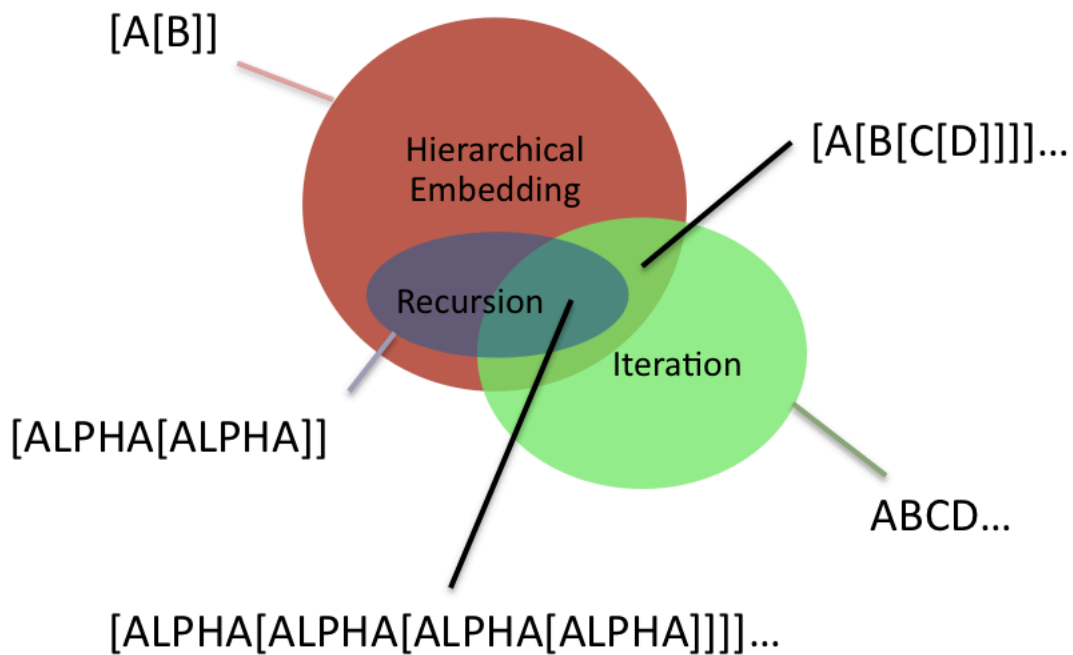 [A[B]]
Hierarchical
Embedding
[A[B[C[D]]]]...
Recursion
Iteration
[ALPHA[ALPHA]]
ABCD...
[ALPHA[ALPHA[ALPHA[ALPHA]]]]...